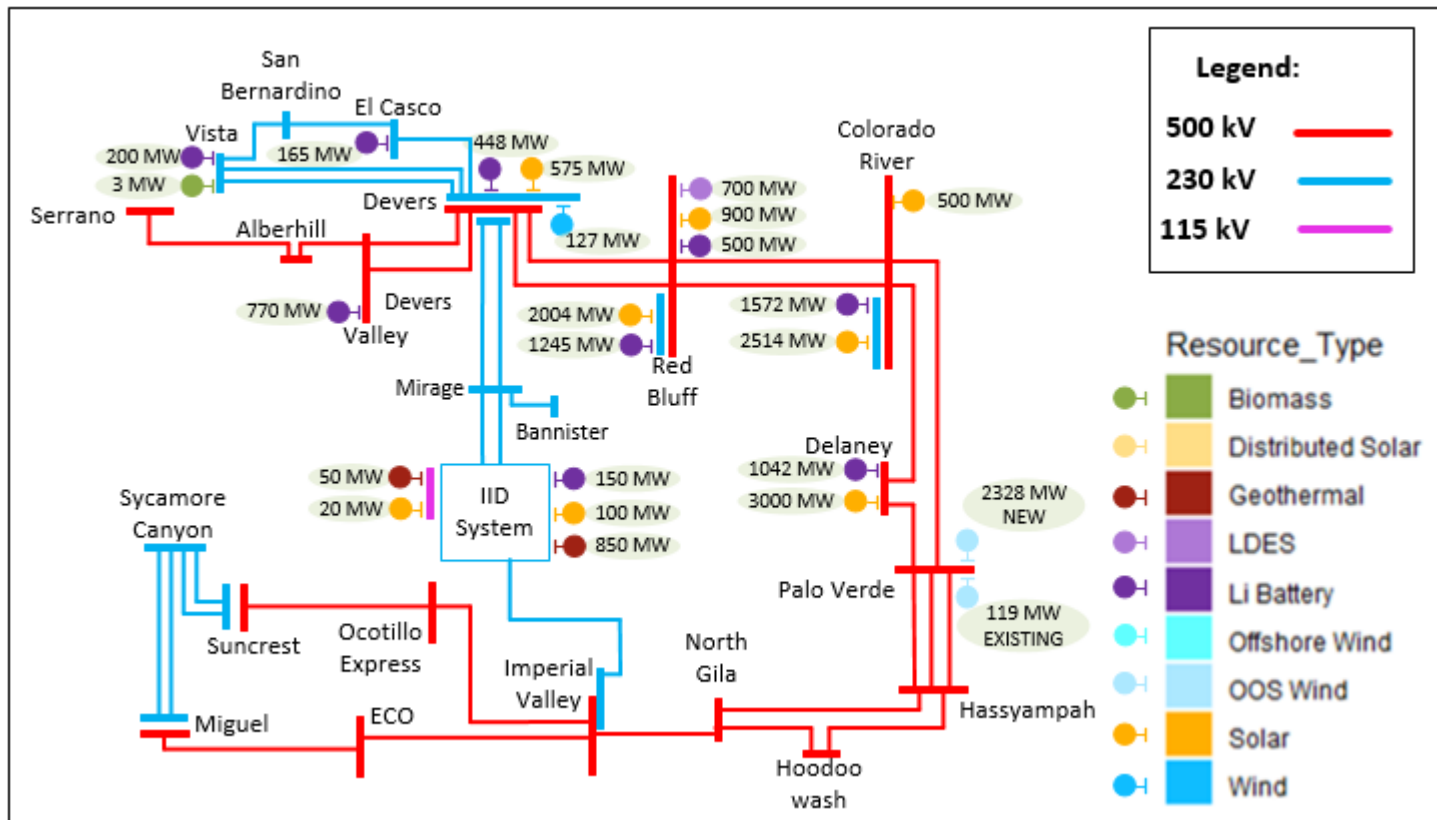 San
Bernardino
El Casco
Vista
200 MW
165 MW
448 MW
575 MW
3 MW
Serrano
Devers
Alberhill
127 MW
770 MW
Devers
Valley
700 MW
900 MW
500 MW
Colorado
River
500 MW
2004 MW
1245 MW
Red
Bluff
1572 MW
2514 MW
Mirage
Bannister
50 MW
20 MW
IID
System
150 MW
100 MW
850 MW
Delaney
1042 MW
3000 MW
2328 MW
NEW
Palo Verde
119 MW
EXISTING
Sycamore
Canyon
Suncrest
Ocotillo
Express
Imperial
Valley
North
Gila
Hassyampah
Miguel
ECO
Hoodoo
wash
Legend:
500 kV
230 kV
115 kV
Resource_Type
Biomass
Distributed Solar
Geothermal
LDES
Li Battery
Offshore Wind
OOS Wind
Solar
Wind